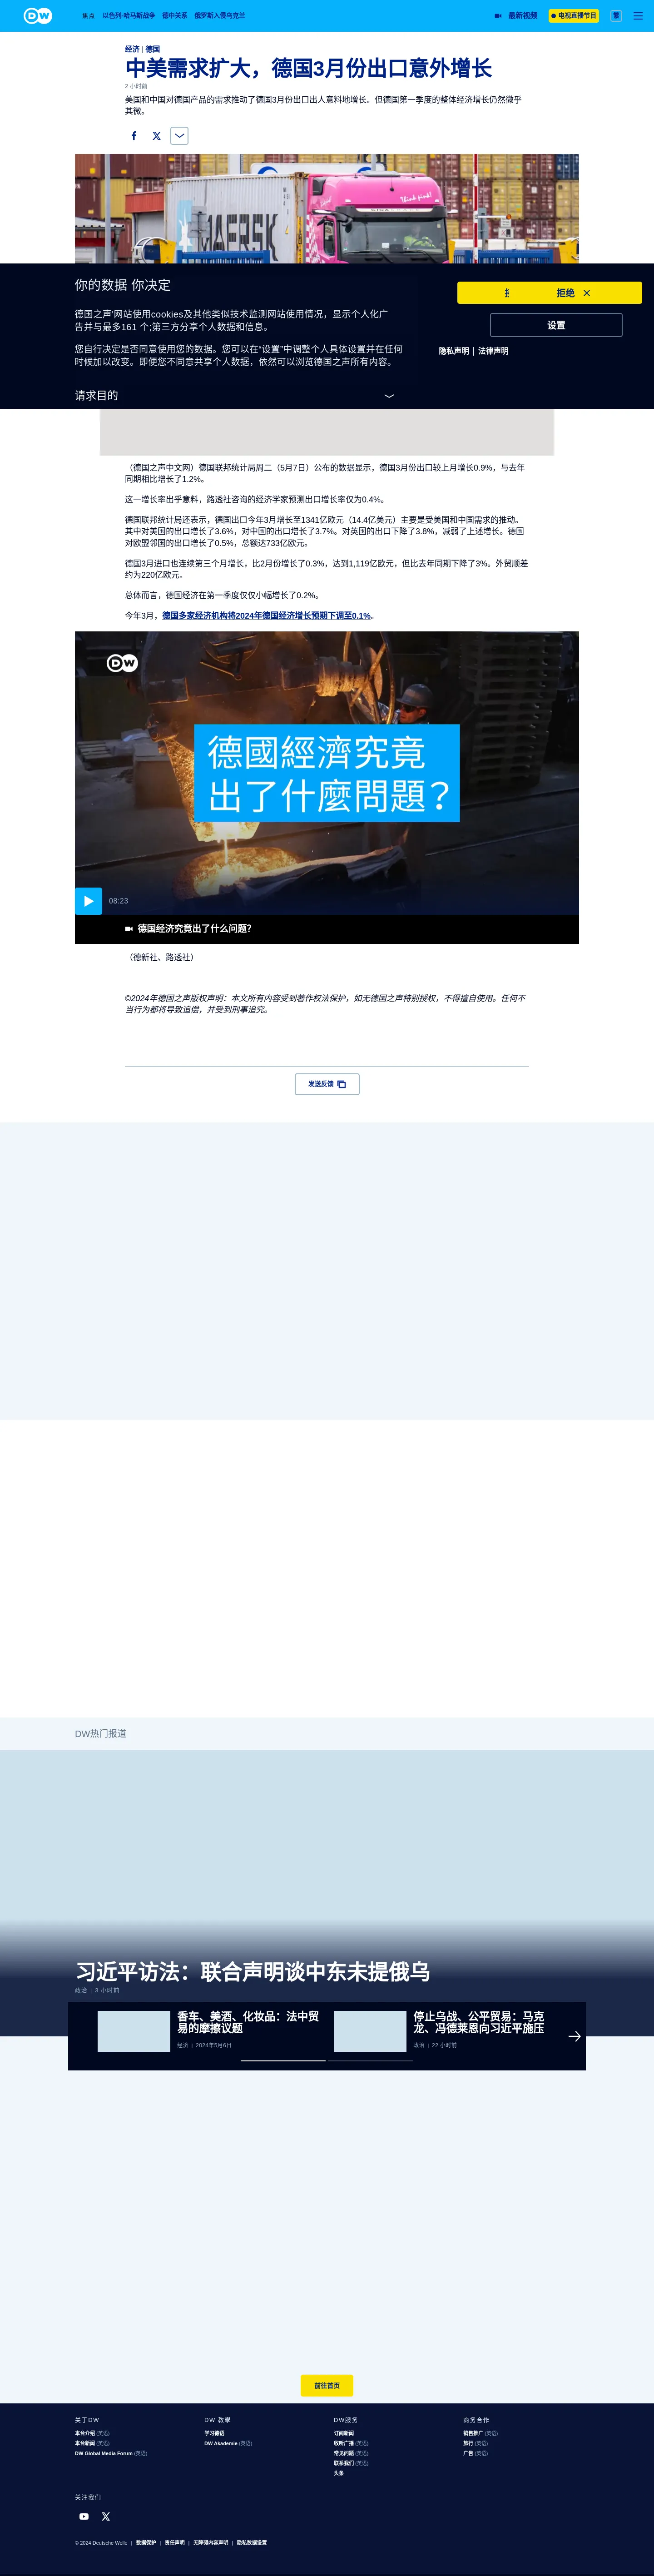 DW
焦点 以色列-哈马斯战争 德中关系 俄罗斯入侵乌克兰
最新视频 电视直播节目 繁
经济 | 德国
中美需求扩大，德国3月份出口意外增长
2 小时前
美国和中国对德国产品的需求推动了德国3月份出口出人意料地增长。但德国第一季度的整体经济增长仍然微乎
其微。
MAERSK
你的数据 你决定
德国之声'网站使用cookies及其他类似技术监测网站使用情况，显示个人化广
告并与最多161 个;第三方分享个人数据和信息。
您自行决定是否同意使用您的数据。您可以在“设置”中调整个人具体设置并在任何
时候加以改变。即便您不同意共享个人数据，依然可以浏览德国之声所有内容。
拒绝
设置
隐私声明 | 法律声明
请求目的
（德国之声中文网）德国联邦统计局周二（5月7日）公布的数据显示，德国3月份出口较上月增长0.9%，与去年
同期相比增长了1.2%。
这一增长率出乎意料，路透社咨询的经济学家预测出口增长率仅为0.4%。
德国联邦统计局还表示，德国出口今年3月增长至1341亿欧元（14.4亿美元）主要是受美国和中国需求的推动。
其中对美国的出口增长了3.6%，对中国的出口增长了3.7%。对英国的出口下降了3.8%，减弱了上述增长。德国
对欧盟邻国的出口增长了0.5%，总额达733亿欧元。
德国3月进口也连续第三个月增长，比2月份增长了0.3%，达到1,119亿欧元，但比去年同期下降了3%。外贸顺差
约为220亿欧元。
总体而言，德国经济在第一季度仅仅小幅增长了0.2%。
今年3月，德国多家经济机构将2024年德国经济增长预期下调至0.1%。
DW
德國經濟究竟
出了什麼問題？
08:23
德国经济究竟出了什么问题？
（德新社、路透社）
©2024年德国之声版权声明：本文所有内容受到著作权法保护，如无德国之声特别授权，不得擅自使用。任何不
当行为都将导致追偿，并受到刑事追究。
发送反馈
DW热门报道
习近平访法：联合声明谈中东未提俄乌
政治 | 3 小时前
香车、美酒、化妆品：法中贸
易的摩擦议题
经济 | 2024年5月6日
停止乌战、公平贸易：马克
龙、冯德莱恩向习近平施压
政治 | 22 小时前
前往首页
关于DW
本台介绍 (英语)
本台新闻 (英语)
DW Global Media Forum (英语)
DW 教學
学习德语
DW Akademie (英语)
DW服务
订阅新闻
收听广播 (英语)
常见问题 (英语)
联系我们 (英语)
头条
商务合作
销售推广 (英语)
旅行 (英语)
广告 (英语)
关注我们
© 2024 Deutsche Welle | 数据保护 | 责任声明 | 无障碍内容声明 | 隐私数据设置